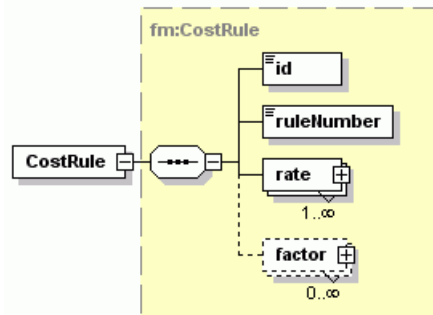 fm:CostRule
id
ruleNumber
CostRule
rate
1..∞
factor
0..∞